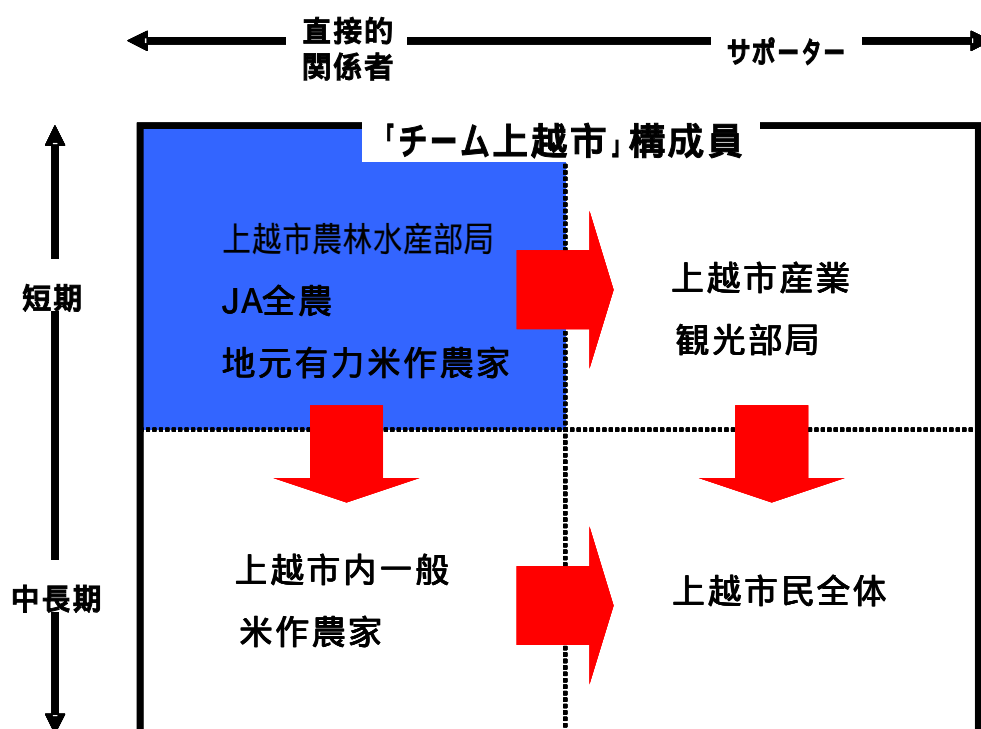 直接的
関係者
サポーター
「チーム上越市」構成員
短期
上越市農林水産部局
JA全農
地元有力米作農家
上越市産業
観光部局
中長期
上越市内一般
米作農家
上越市民全体